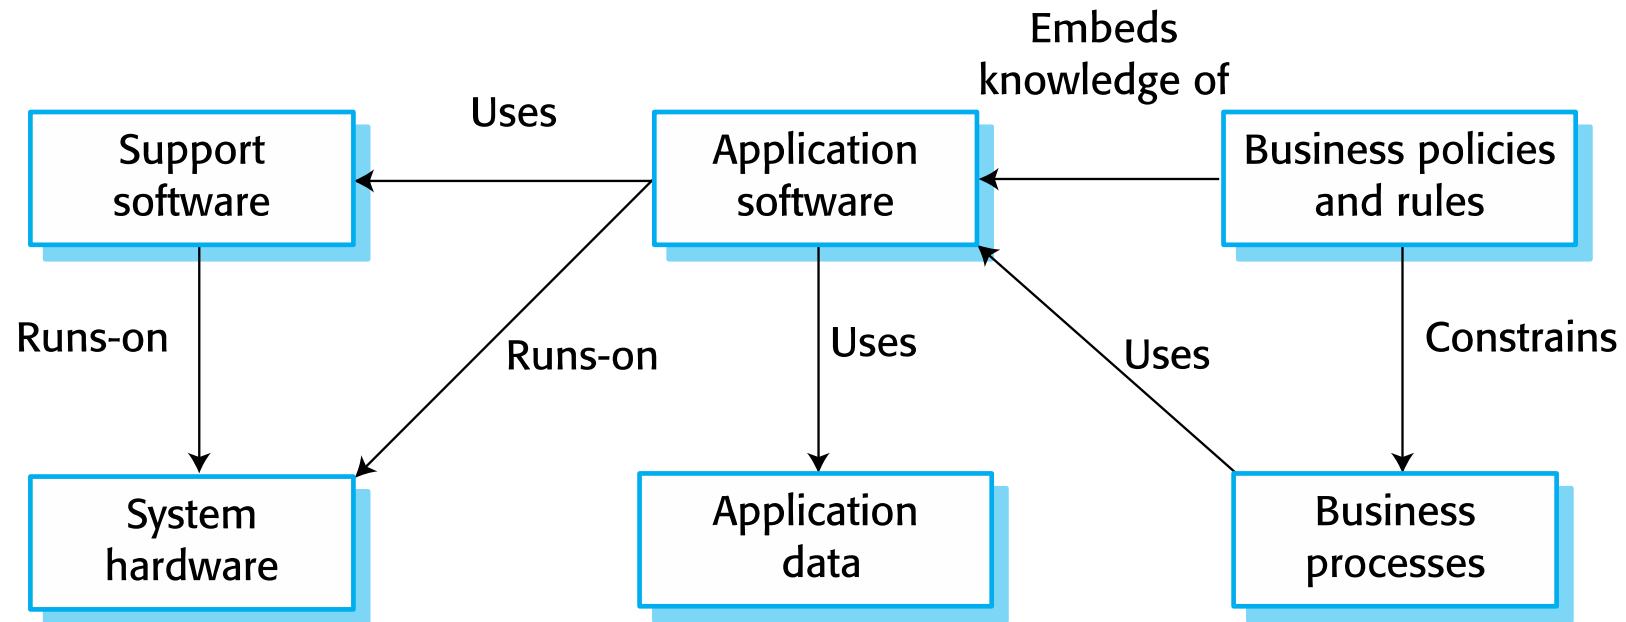 Embeds
knowledge of
Uses
Support
software
Application
software
Business policies
and rules
Runs-on
Runs-on
Uses
Uses
Constrains
System
hardware
Application
data
Business
processes